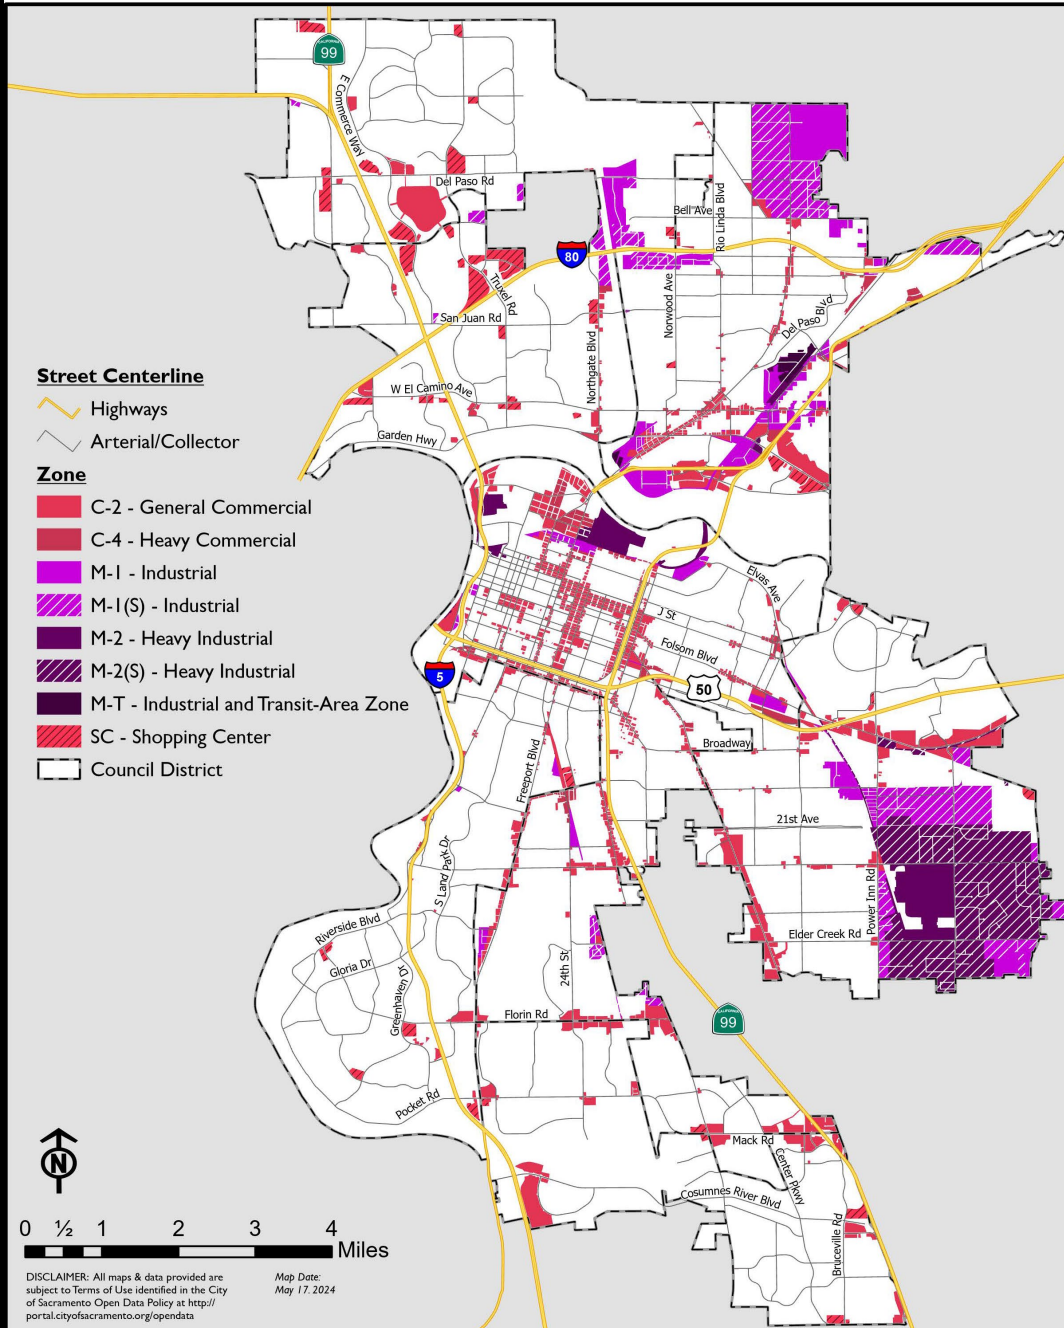 CALIFORNIA
99
E Commerce Way
Del Paso Rd
Bell Ave
Rio Linda Blvd
80
Truxel Rd
San Juan Rd
Northgate Blvd
Norwood Ave
Del Paso Blvd
W El Camino Ave
Garden Hwy
Street Centerline
Highways
Arterial/Collector
Zone
C-2 - General Commercial
C-4 - Heavy Commercial
M-1 - Industrial
M-1(S) - Industrial
M-2 - Heavy Industrial
M-2(S) - Heavy Industrial
M-T - Industrial and Transit-Area Zone
SC - Shopping Center
Council District
Elvas Ave
J St
Folsom Blvd
5
50
Broadway
Freeport Blvd
21st Ave
S Land Park Dr
Power Inn Rd
Riverside Blvd
Elder Creek Rd
Gloria Dr
24th St
Greenhaven Dr
Florin Rd
CALIFORNIA
99
Pocket Rd
Mack Rd
Center Pkwy
Cosumnes River Blvd
Bruceville Rd
N
0 ½ 1 2 3 4
Miles
DISCLAIMER: All maps & data provided are
subject to Terms of Use identified in the City
of Sacramento Open Data Policy at http://
portal.cityofsacramento.org/opendata
Map Date:
May 17, 2024